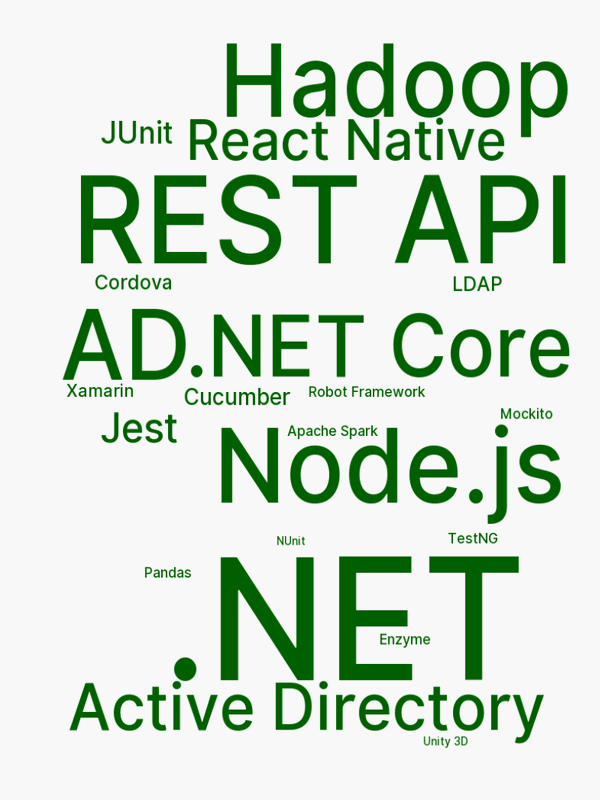 Hadoop
JUnit
React Native
REST API
Cordova
LDAP
AD
.NET Core
Xamarin
Cucumber
Robot Framework
Jest
Mockito
Apache Spark
Node.js
NUnit
TestNG
Pandas
.NET
Enzyme
Active Directory
Unity 3D